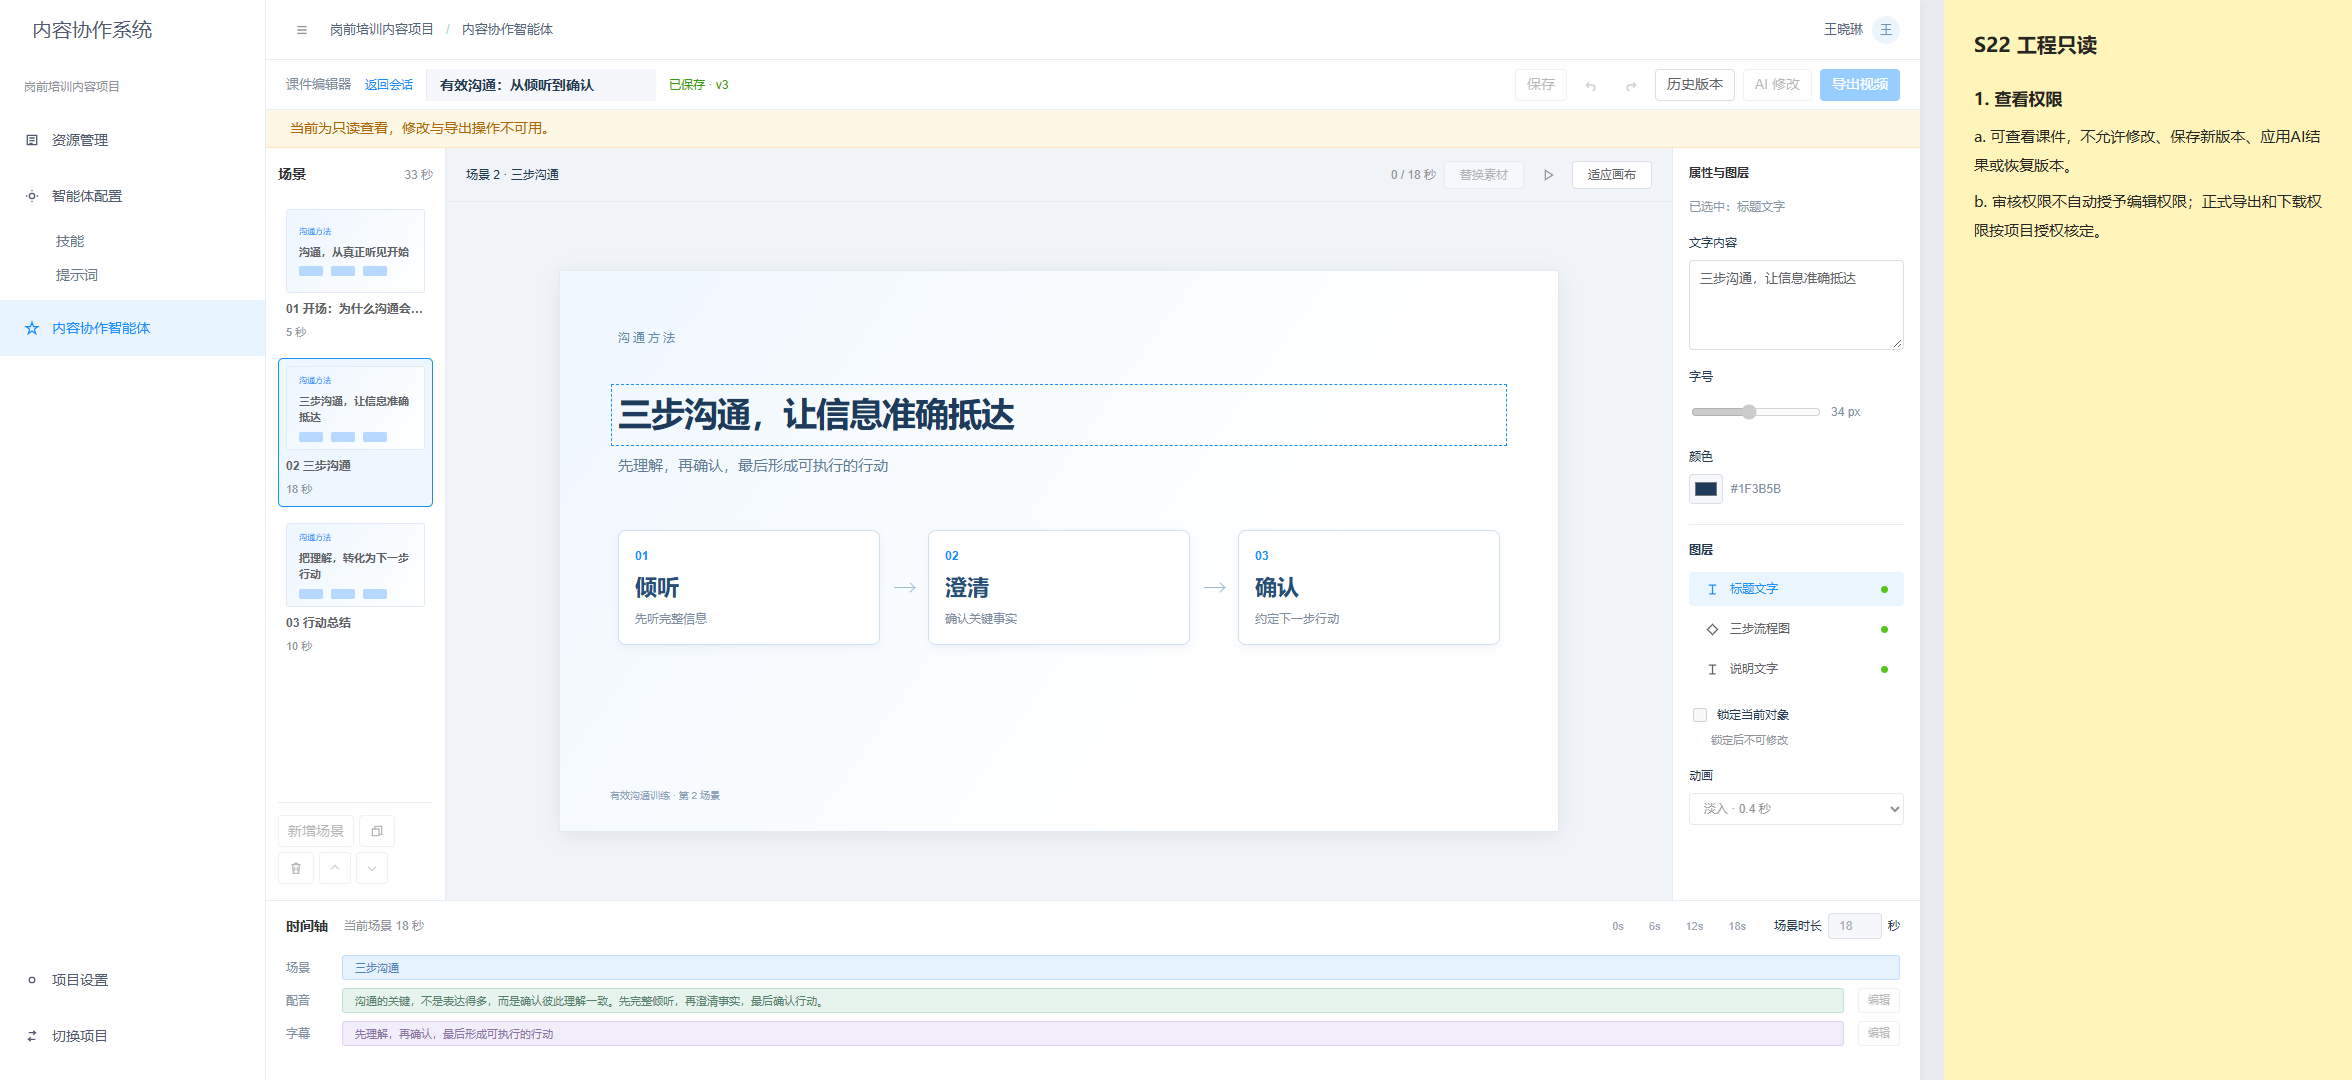 内容协作系统
岗前培训内容项目
资源管理
智能体配置
技能
提示词
内容协作智能体
项目设置
切换项目
岗前培训内容项目 / 内容协作智能体
王晓琳 王
课件编辑器 返回会话 有效沟通：从倾听到确认 已保存 · v3
保存 历史版本 AI 修改 导出视频
当前为只读查看，修改与导出操作不可用。
场景 33 秒
沟通方法
沟通，从真正听见开始
01 开场：为什么沟通会...
5 秒
沟通方法
三步沟通，让信息准确
抵达
02 三步沟通
18 秒
沟通方法
把理解，转化为下一步
行动
03 行动总结
10 秒
新增场景
场景 2 · 三步沟通 0 / 18 秒 替换素材 适应画布
沟通方法
三步沟通，让信息准确抵达
先理解，再确认，最后形成可执行的行动
01
倾听
先听完整信息
02
澄清
确认关键事实
03
确认
约定下一步行动
有效沟通训练 · 第 2 场景
属性与图层
已选中：标题文字
文字内容
三步沟通，让信息准确抵达
字号
34 px
颜色
#1F3B5B
图层
标题文字
三步流程图
说明文字
锁定当前对象
锁定后不可修改
动画
淡入 · 0.4 秒
时间轴 当前场景 18 秒 0s 6s 12s 18s 场景时长 18 秒
场景 三步沟通
配音 沟通的关键，不是表达得多，而是确认彼此理解一致。先完整倾听，再澄清事实，最后确认行动。 编辑
字幕 先理解，再确认，最后形成可执行的行动 编辑
S22 工程只读
1. 查看权限
a. 可查看课件，不允许修改、保存新版本、应用AI结
果或恢复版本。
b. 审核权限不自动授予编辑权限；正式导出和下载权
限按项目授权核定。